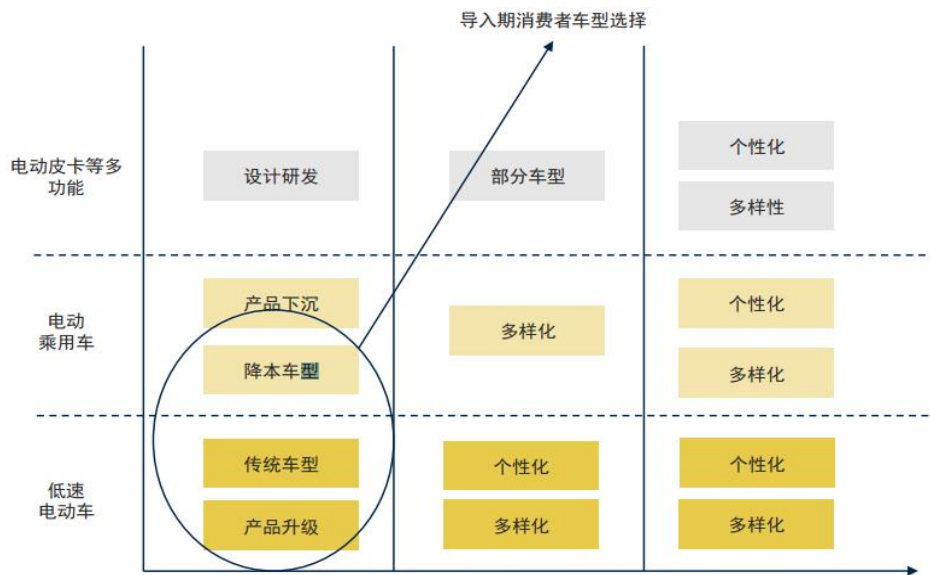 导入期消费者车型选择
电动皮卡等多
功能
设计研发
部分车型
个性化
多样性
电动
乘用车
产品下沉
降本车型
多样化
个性化
多样化
低速
电动车
传统车型
产品升级
个性化
多样化
个性化
多样化